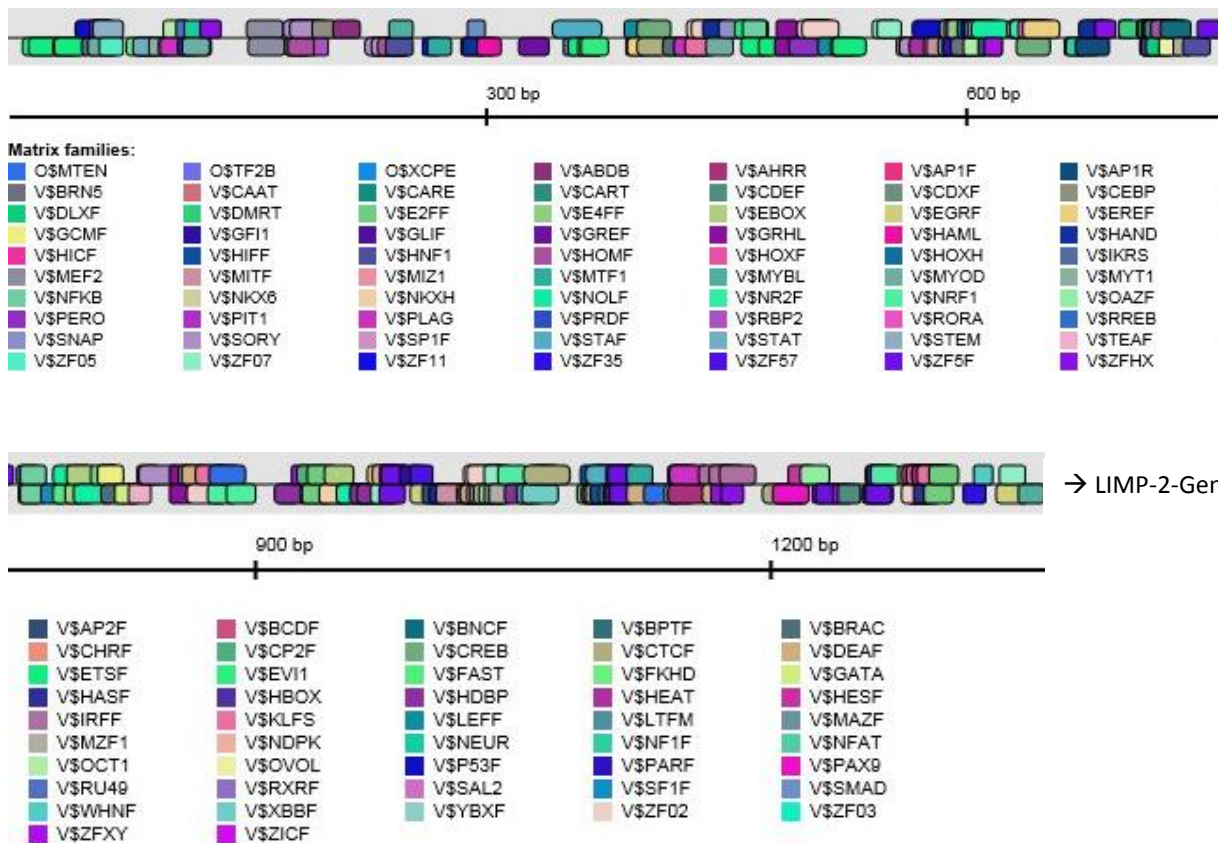 300 bp 600 bp
Matrix families:
O$MTEN O$TF2B O$XCPE V$ABDB V$AHRR V$AP1F V$AP1R
V$BRN5 V$CAAT V$CARE V$CART V$CDEF V$CDXF V$CEBP
V$DLXF V$DMRT V$E2FF V$E4FF V$EBOX V$EGRF V$EREF
V$GCMF V$GFI1 V$GLIF V$GREF V$GRHL V$HAML V$HAND
V$HICF V$HIFF V$HNF1 V$HOMF V$HOXF V$HOXH V$IKRS
V$MEF2 V$MITF V$MIZ1 V$MTF1 V$MYBL V$MYOD V$MYT1
V$NFKB V$NKX6 V$NKXH V$NOLF V$NR2F V$NRF1 V$OAZF
V$PERO V$PIT1 V$PLAG V$PRDF V$RBP2 V$RORA V$RREB
V$SNAP V$SORY V$SP1F V$STAF V$STAT V$STEM V$TEAF
V$ZF05 V$ZF07 V$ZF11 V$ZF35 V$ZF57 V$ZF5F V$ZFHX
→ LIMP-2-Gen
900 bp 1200 bp
V$AP2F V$BCDF V$BNCF V$BPTF V$BRAC
V$CHRF V$CP2F V$CREB V$CTCF V$DEAF
V$ETSF V$EVI1 V$FAST V$FKHD V$GATA
V$HASF V$HBOX V$HDBP V$HEAT V$HESF
V$IRFF V$KLFS V$LEFF V$LTFM V$MAZF
V$MZF1 V$NDPK V$NEUR V$NF1F V$NFAT
V$OCT1 V$OVOL V$P53F V$PARF V$PAX9
V$RU49 V$RXRF V$SAL2 V$SF1F V$SMAD
V$WHNF V$XBBF V$YBXF V$ZF02 V$ZF03
V$ZFXY V$ZICF